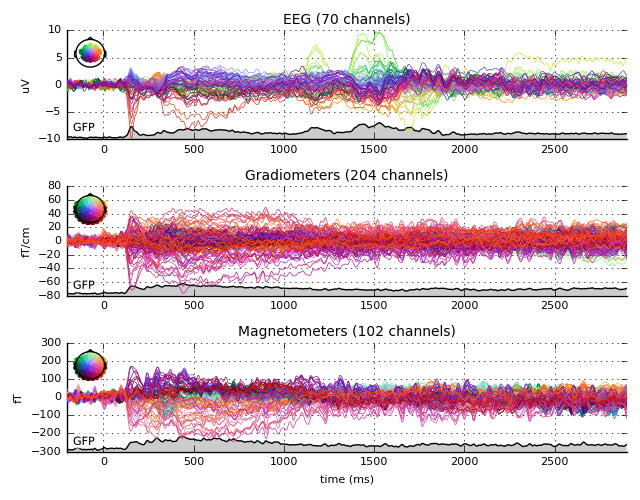 EEG (70 channels)
10
5
0
−5
−10
uV
GFP
0 500 1000 1500 2000 2500
Gradiometers (204 channels)
80
60
40
20
0
−20
−40
−60
−80
fT/cm
GFP
0 500 1000 1500 2000 2500
Magnetometers (102 channels)
300
200
100
0
−100
−200
−300
fT
GFP
0 500 1000 1500 2000 2500
time (ms)